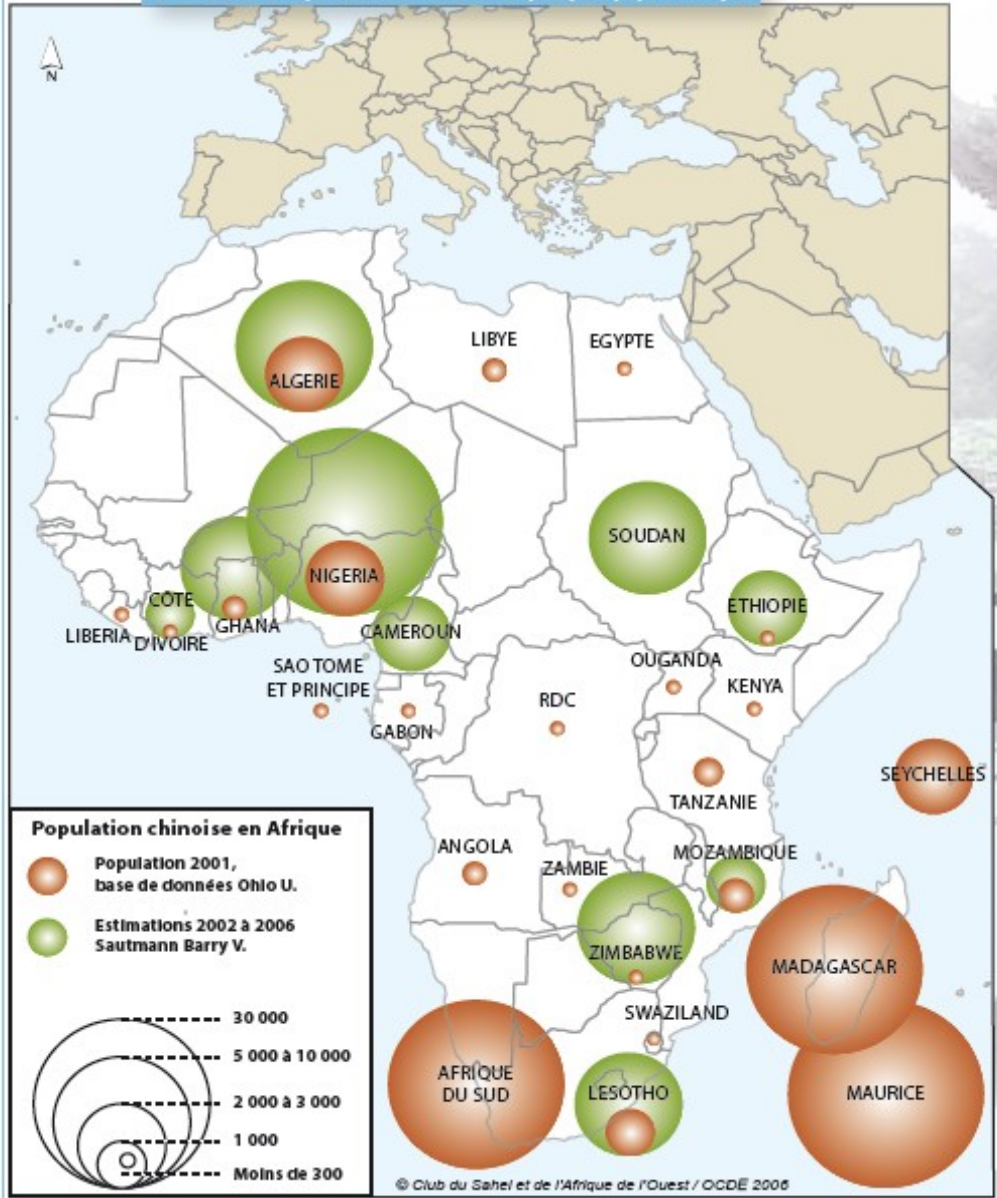 N
ALGERIE
LIBYE
EGYPTE
SOUDAN
NIGERIA
ETHIOPIE
CÔTE
D'IVOIRE
LIBERIA
GHANA
CAMEROUN
SAO TOME
ET PRINCIPE
GABON
OUGANDA
KENYA
RDC
SEYCHELLES
TANZANIE
ANGOLA
ZAMBIE
MOZAMBIQUE
ZIMBABWE
MADAGASCAR
SWAZILAND
AFRIQUE
DU SUD
LESOTHO
MAURICE
Population chinoise en Afrique
Population 2001,
base de données Ohio U.
Estimations 2002 à 2006
Sautmann Barry V.
30 000
5 000 à 10 000
2 000 à 3 000
1 000
Moins de 300
© Club du Sahel et de l'Afrique de l'Ouest / OCDE 2006